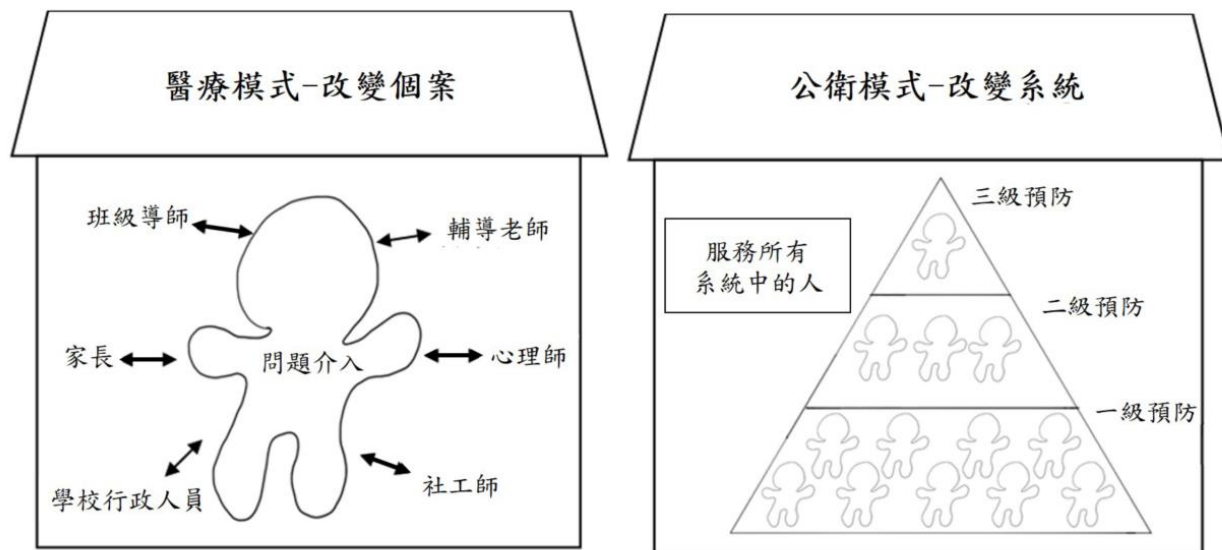 醫療模式-改變個案
班級導師
輔導老師
家長
問題介入
心理師
學校行政人員
社工師
公衛模式-改變系統
服務所有
系統中的人
三級預防
二級預防
一級預防